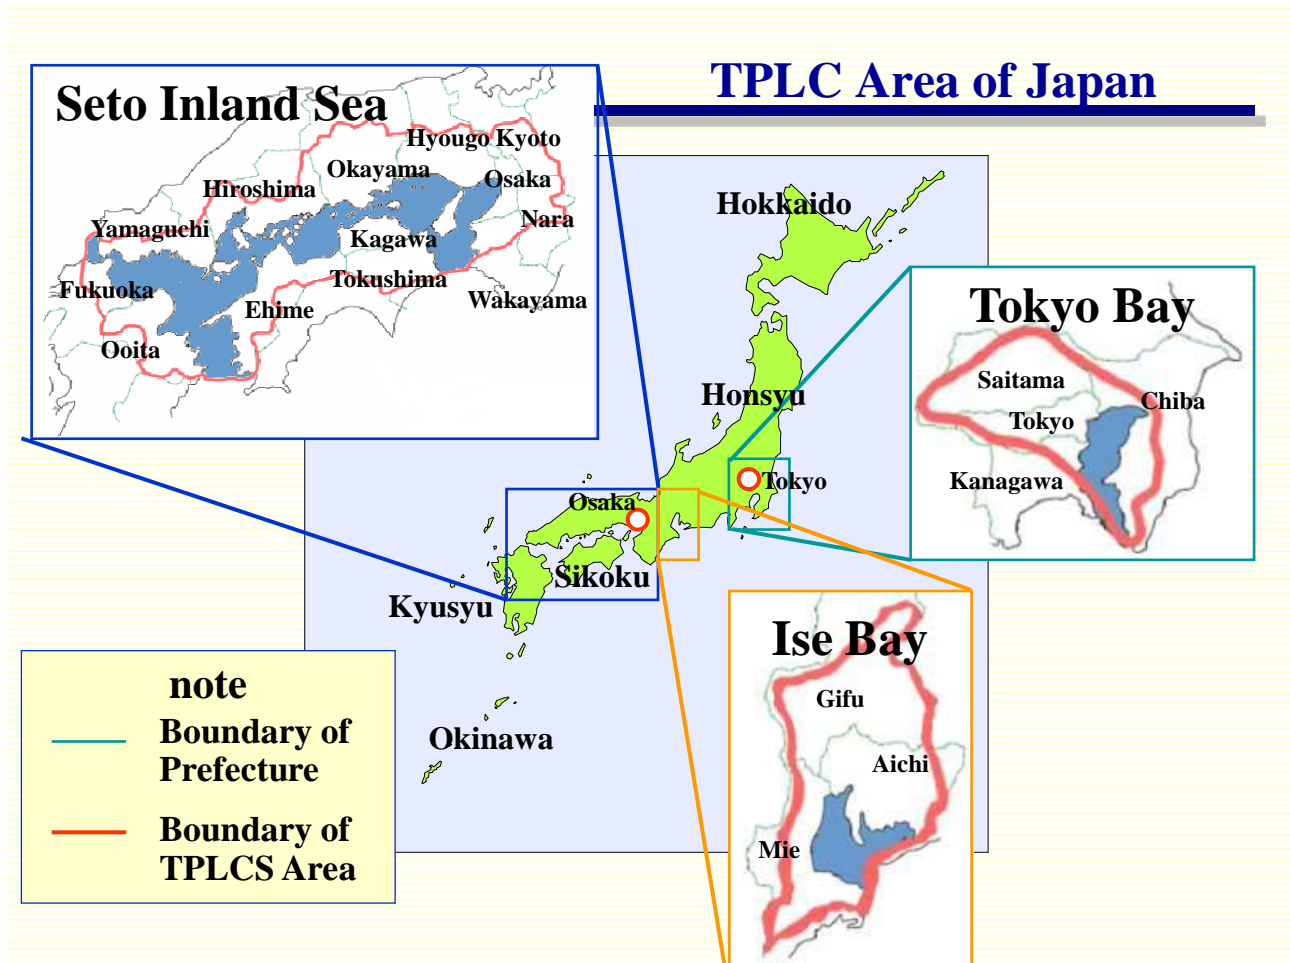 TPLC Area of Japan
Seto Inland Sea
Hyougo Kyoto
Okayama
Osaka
Hiroshima
Nara
Yamaguchi
Kagawa
Tokushima
Fukuoka
Wakayama
Ehime
Ooita
Hokkaido
Honsyu
Tokyo
Osaka
Sikoku
Kyusyu
Okinawa
Tokyo Bay
Saitama
Chiba
Tokyo
Kanagawa
Ise Bay
Gifu
Aichi
Mie
note
Boundary of
Prefecture
Boundary of
TPLCS Area